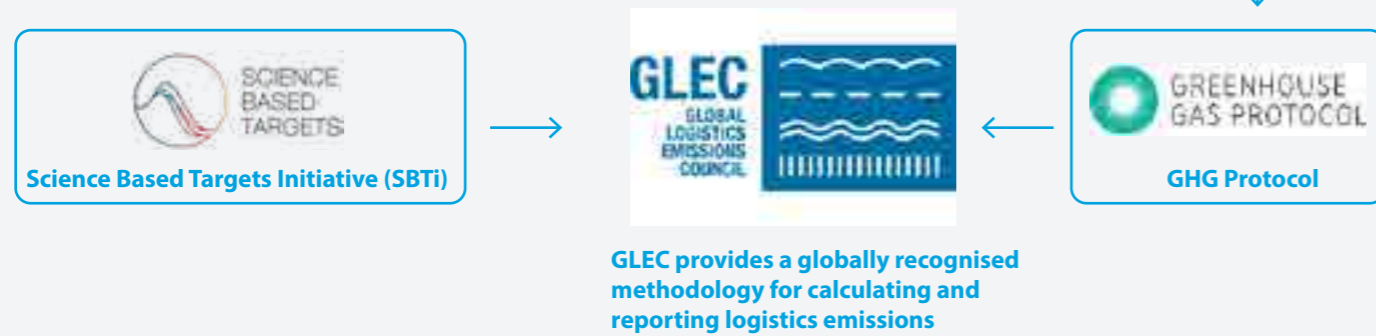 SCIENCE
BASED
TARGETS
Science Based Targets Initiative (SBTi)
GLEC
GLOBAL
LOGISTICS
EMISSIONS
COUNCIL
GLEC provides a globally recognised
methodology for calculating and
reporting logistics emissions
GREENHOUSE
GAS PROTOCOL
GHG Protocol